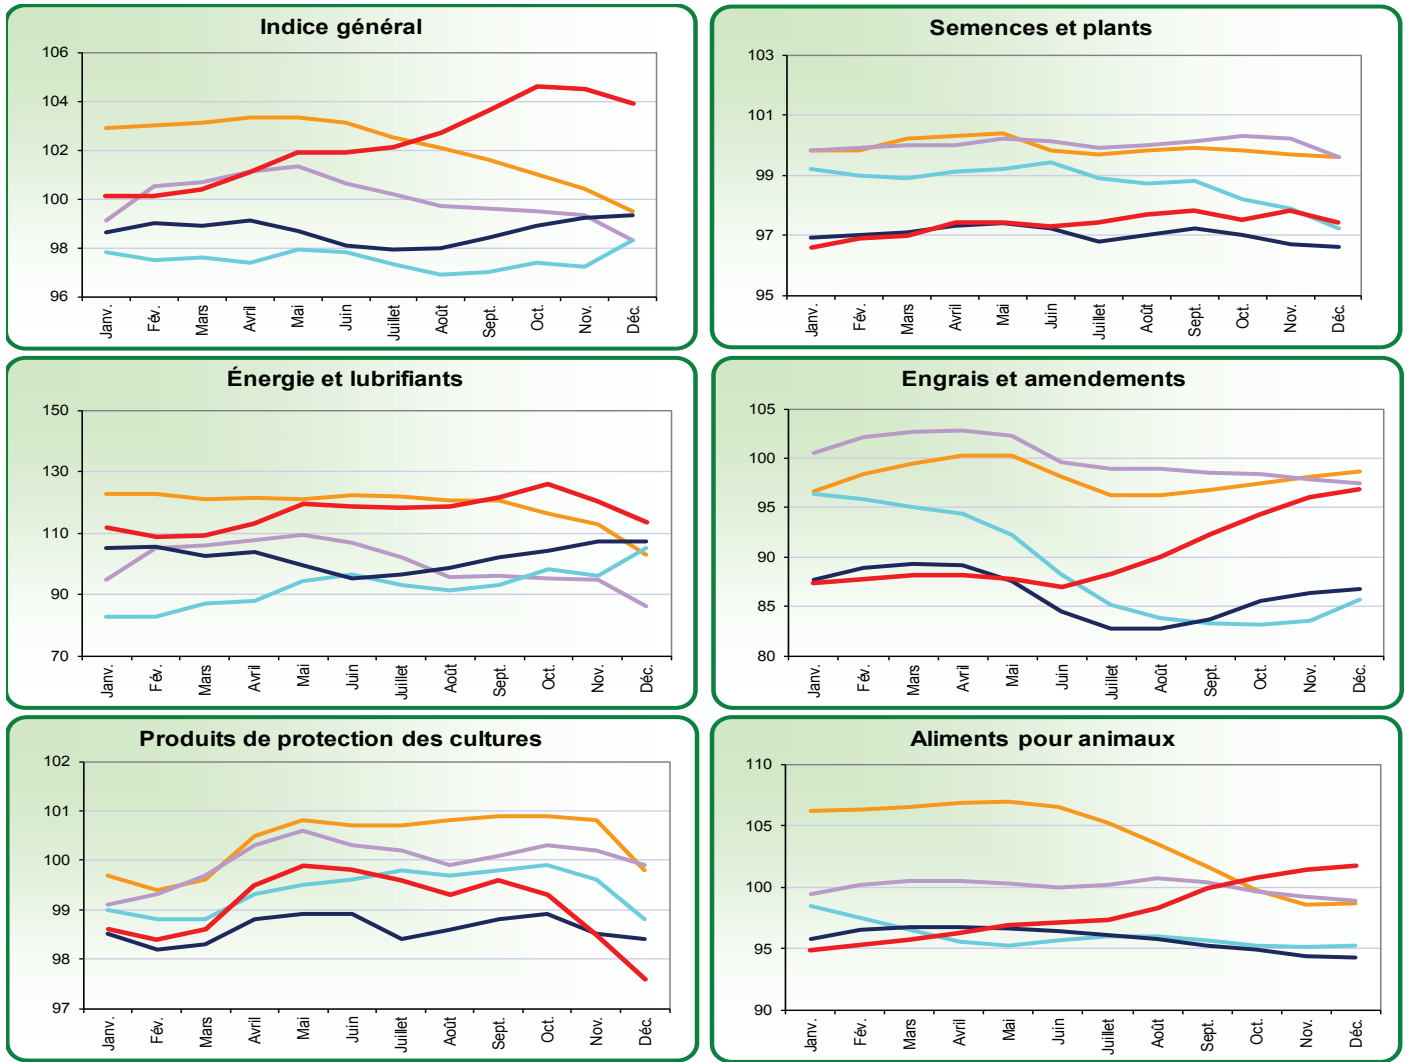 Indice général
106
104
102
100
98
96
Janv.
Fév.
Mars
Avril
Mai
Juin
Juillet
Août
Sept.
Oct.
Nov.
Déc.
Semences et plants
103
101
99
97
95
Janv.
Fév.
Mars
Avril
Mai
Juin
Juillet
Août
Sept.
Oct.
Nov.
Déc.
Énergie et lubrifiants
150
130
110
90
70
Janv.
Fév.
Mars
Avril
Mai
Juin
Juillet
Août
Sept.
Oct.
Nov.
Déc.
Engrais et amendements
105
100
95
90
85
80
Janv.
Fév.
Mars
Avril
Mai
Juin
Juillet
Août
Sept.
Oct.
Nov.
Déc.
Produits de protection des cultures
102
101
100
99
98
97
Janv.
Fév.
Mars
Avril
Mai
Juin
Juillet
Août
Sept.
Oct.
Nov.
Déc.
Aliments pour animaux
110
105
100
95
90
Janv.
Fév.
Mars
Avril
Mai
Juin
Juillet
Août
Sept.
Oct.
Nov.
Déc.